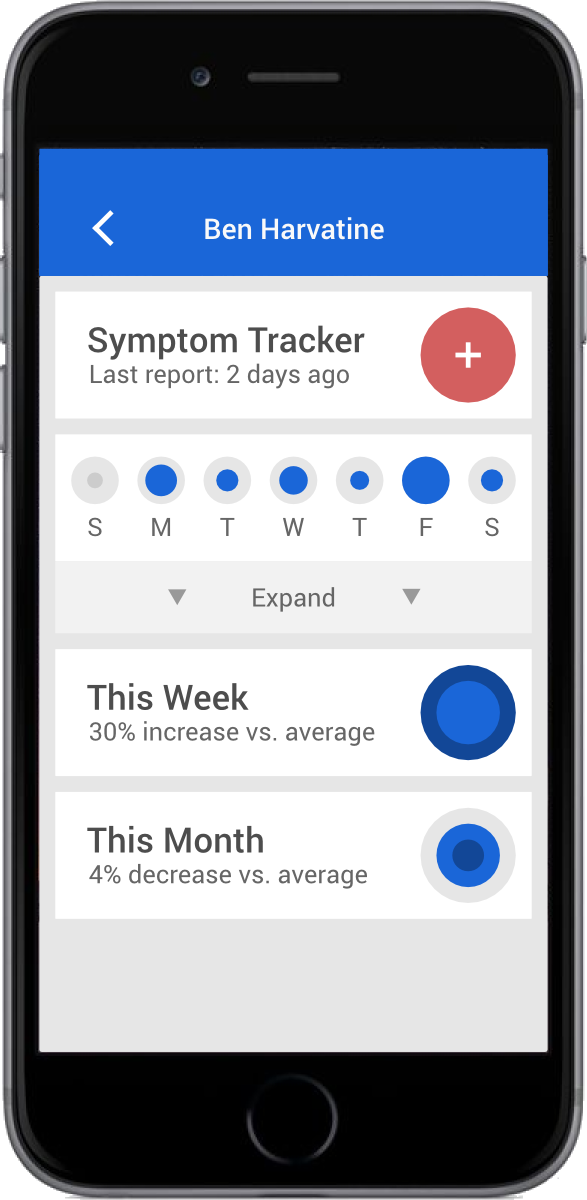 Ben Harvatine
Symptom Tracker
Last report: 2 days ago
S M T W T F S
Expand
This Week
30% increase vs. average
This Month
4% decrease vs. average